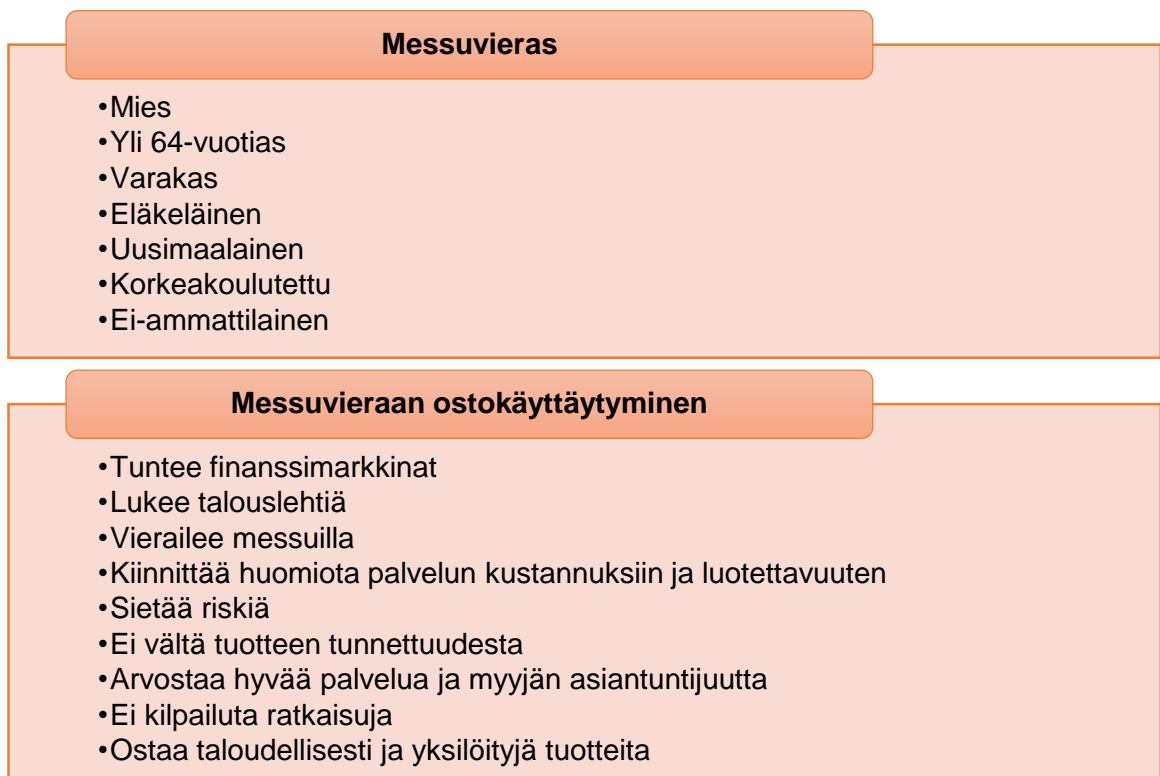 Messuvieras
•Mies
•Yli 64-vuotias
•Varakas
•Eläkeläinen
•Uusimaalainen
•Korkeakoulutettu
•Ei-ammattilainen
Messuvieraan ostokäyttäytyminen
•Tuntee finanssimarkkinat
•Lukee talouslehtiä
•Vierailee messuilla
•Kiinnittää huomiota palvelun kustannuksiin ja luotettavuuten
•Sietää riskiä
•Ei vältä tuotteen tunnettuudesta
•Arvostaa hyvää palvelua ja myyjän asiantuntijuutta
•Ei kilpailuta ratkaisuja
•Ostaa taloudellisesti ja yksilöityjä tuotteita